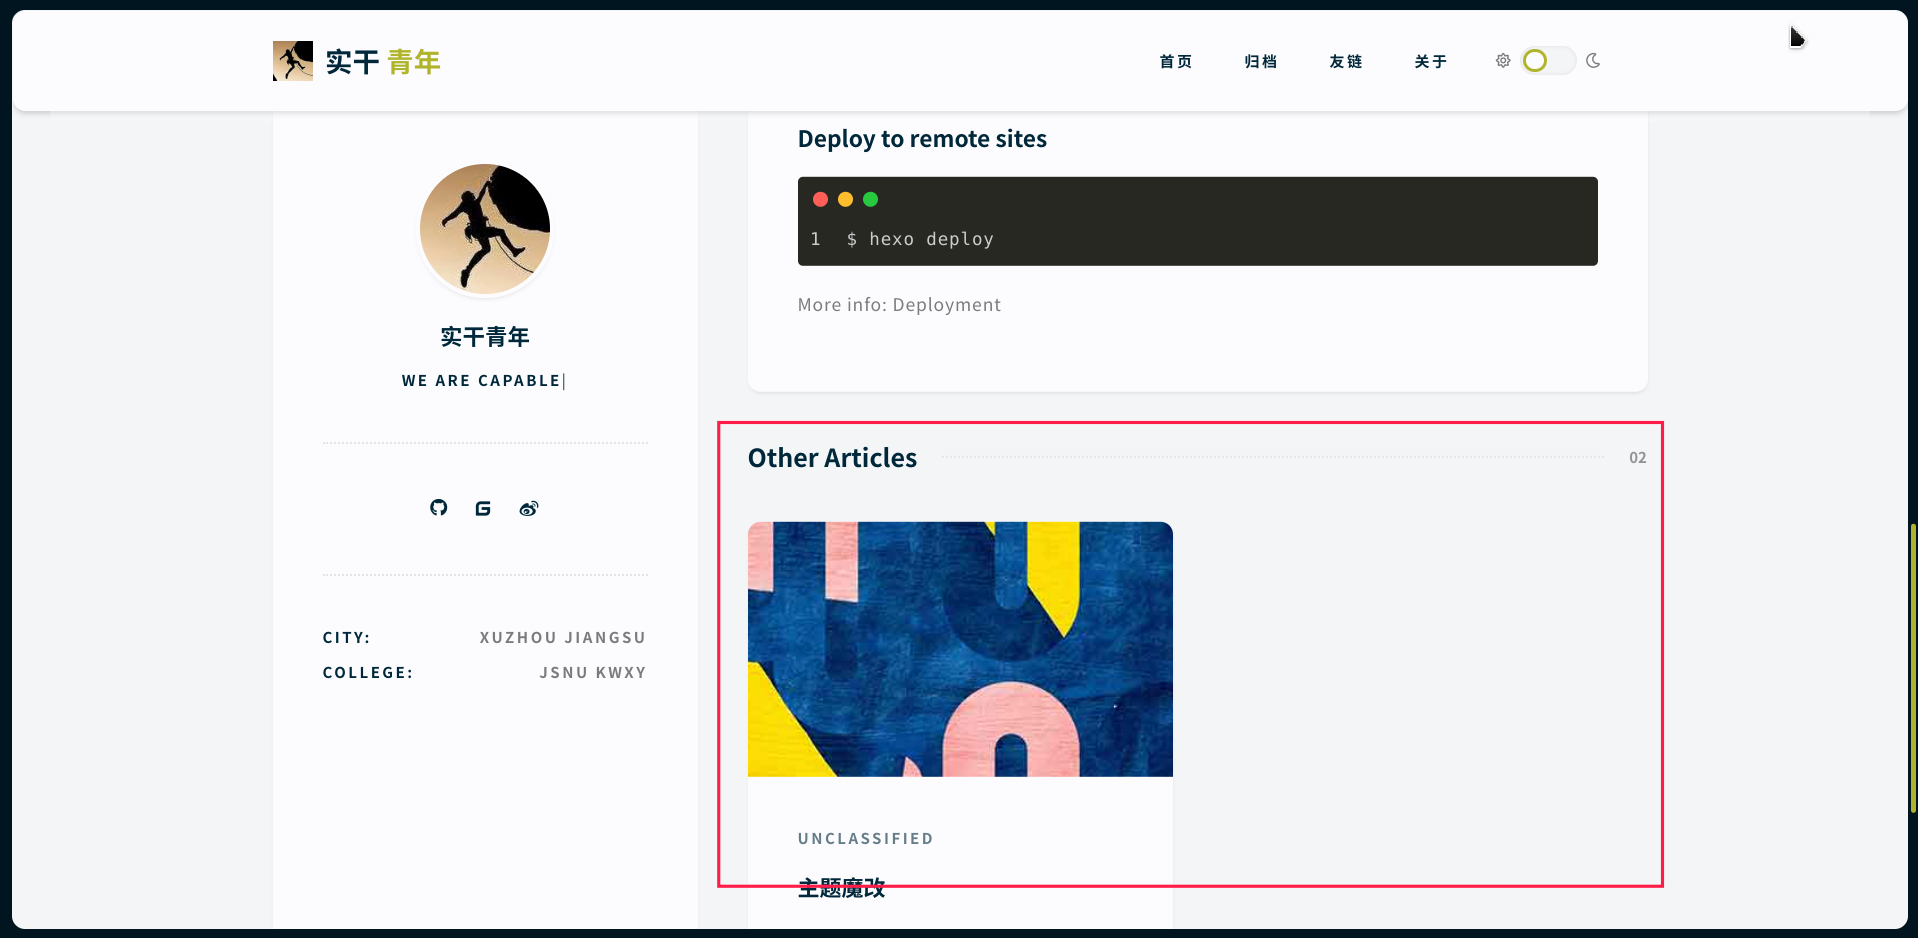 实干 青年
首页 归档 友链 关于
实干青年
WE ARE CAPABLE|
CITY: XUZHOU JIANGSU
COLLEGE: JSNU KWXY
Deploy to remote sites
1 $ hexo deploy
More info: Deployment
Other Articles 02
UNCLASSIFIED
主题魔改